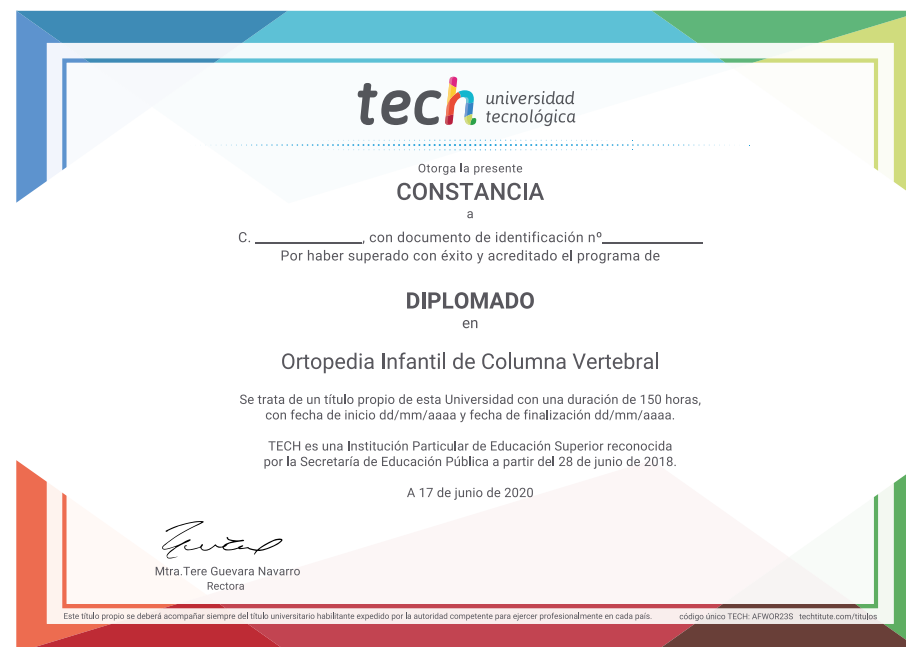 tech universidad
tecnológica
Otorga la presente
CONSTANCIA
a
C. ____________, con documento de identificación nº____________
Por haber superado con éxito y acreditado el programa de
DIPLOMADO
en
Ortopedia Infantil de Columna Vertebral
Se trata de un título propio de esta Universidad con una duración de 150 horas,
con fecha de inicio dd/mm/aaaa y fecha de finalización dd/mm/aaaa.
TECH es una Institución Particular de Educación Superior reconocida
por la Secretaría de Educación Pública a partir del 28 de junio de 2018.
A 17 de junio de 2020
Mtra.Tere Guevara Navarro
Rectora
Este título propio se deberá acompañar siempre del título universitario habilitante expedido por la autoridad competente para ejercer profesionalmente en cada país. código único TECH: AFWOR23S techtitute.com/titulos